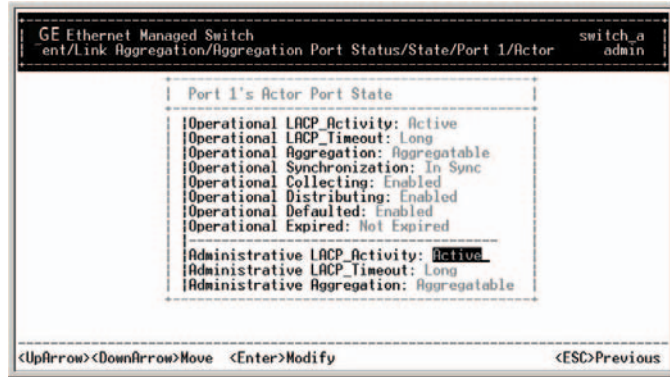 GE Ethernet Managed Switch switch_a
ent/Link Aggregation/Aggregation Port Status/State/Port 1/Actor admin
Port 1's Actor Port State
Operational LACP_Activity: Active
Operational LACP_Timeout: Long
Operational Aggregation: Aggregatable
Operational Synchronization: In Sync
Operational Collecting: Enabled
Operational Distributing: Enabled
Operational Defaulted: Enabled
Operational Expired: Not Expired
Administrative LACP_Activity: Active
Administrative LACP_Timeout: Long
Administrative Aggregation: Aggregatable
<UpArrow><DownArrow>Move <Enter>Modify <ESC>Previous